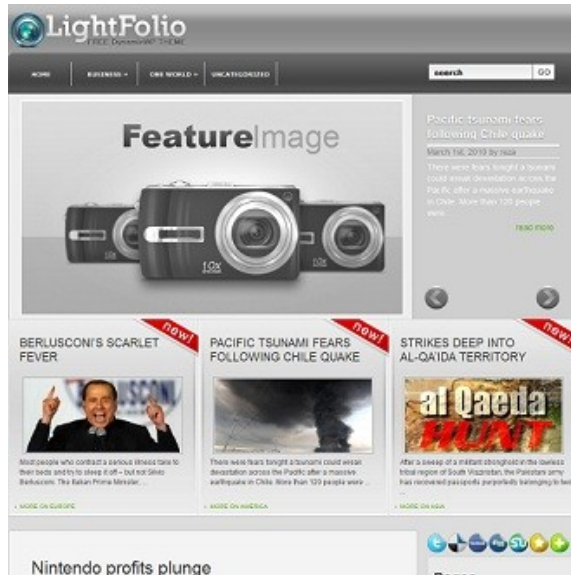 LightFolio
FREE DynamicWP THEME
HOME
BUSINESS
ONE WORLD
UNCATEGORIZED
search
GO
FeatureImage
10x
10x
10x
Pacific tsunami fears
following Chile quake
March 1st, 2010 by reza
There were fears tonight a tsunami
could wreak devastation across the
Pacific after a massive earthquake
in Chile. More than 120 people
were...
read more
new!
new!
new!
BERLUSCONI'S SCARLET
FEVER
PACIFIC TSUNAMI FEARS
FOLLOWING CHILE QUAKE
STRIKES DEEP INTO
AL-QA'IDA TERRITORY
USCONI
al Qaeda
HUNT
Most people who contract a serious illness take to
their beds and try to sleep it off – but not Silvio
Berlusconi. The Italian Prime Minister, ...
There were fears tonight a tsunami could wreak
devastation across the Pacific after a massive
earthquake in Chile. More than 120 people were ...
After a sweep of a militant stronghold in the lawless
tribal region of South Waziristan, the Pakistani army
has recovered passports purportedly belonging to two
...
MORE ON EUROPE
MORE ON AMERICA
MORE ON ASIA
Nintendo profits plunge
Pages